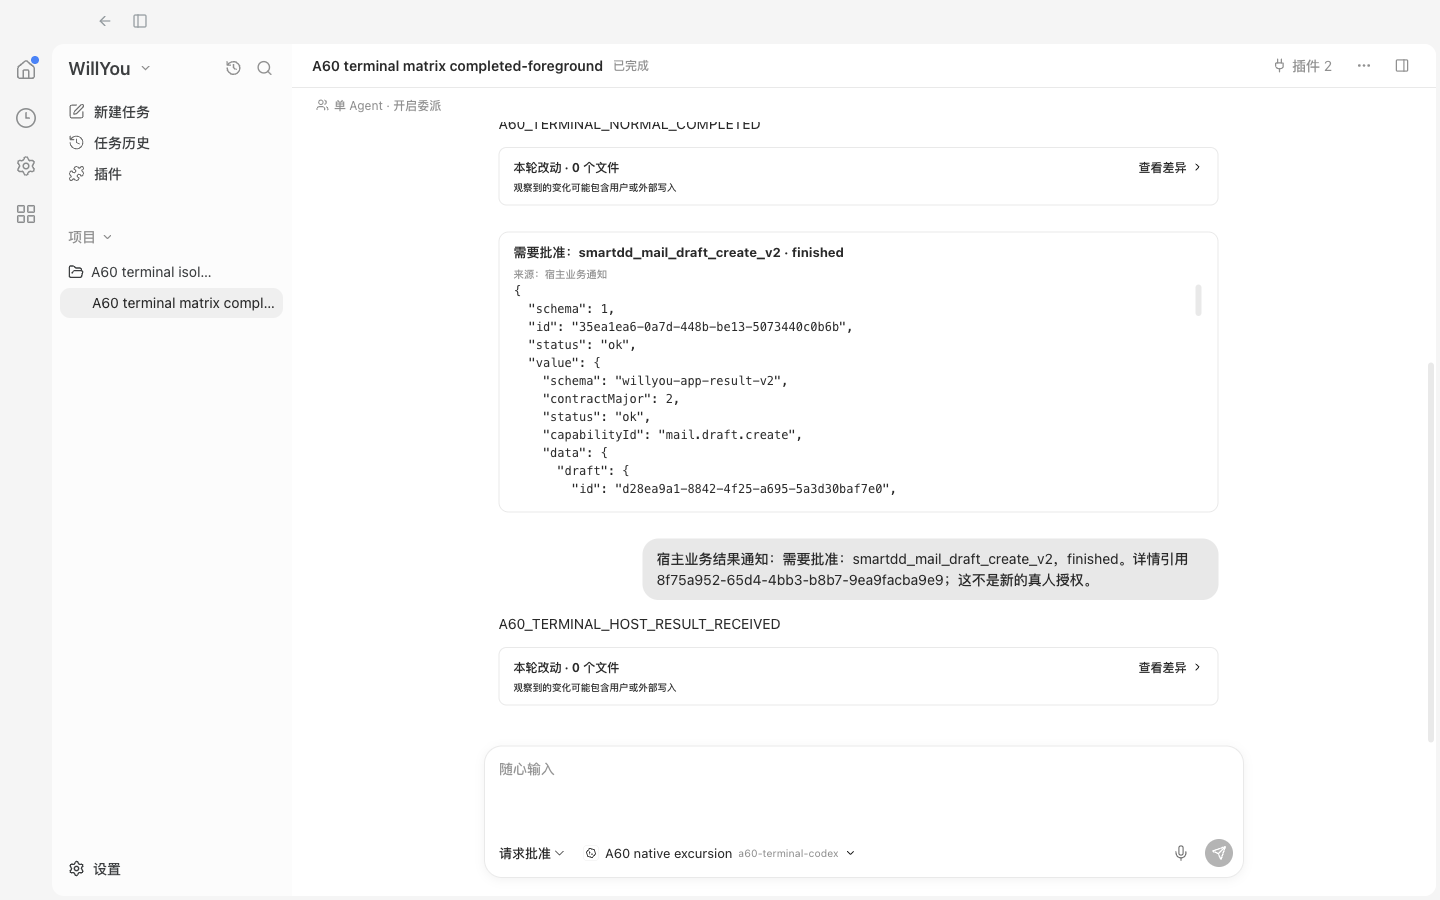 WillYou
新建任务
任务历史
插件
项目
A60 terminal isol...
A60 terminal matrix compl...
设置
A60 terminal matrix completed-foreground 已完成
插件 2
单 Agent · 开启委派
A60_TERMINAL_NORMAL_COMPLETED
本轮改动 · 0 个文件
查看差异
观察到的变化可能包含用户或外部写入
需要批准：smartdd_mail_draft_create_v2 · finished
来源：宿主业务通知
{
"schema": 1,
"id": "35ea1ea6-0a7d-448b-be13-5073440c0b6b",
"status": "ok",
"value": {
"schema": "willyou-app-result-v2",
"contractMajor": 2,
"status": "ok",
"capabilityId": "mail.draft.create",
"data": {
"draft": {
"id": "d28ea9a1-8842-4f25-a695-5a3d30baf7e0",
宿主业务结果通知：需要批准：smartdd_mail_draft_create_v2，finished。详情引用
8f75a952-65d4-4bb3-b8b7-9ea9facba9e9；这不是新的真人授权。
A60_TERMINAL_HOST_RESULT_RECEIVED
本轮改动 · 0 个文件
查看差异
观察到的变化可能包含用户或外部写入
随心输入
请求批准
A60 native excursion a60-terminal-codex